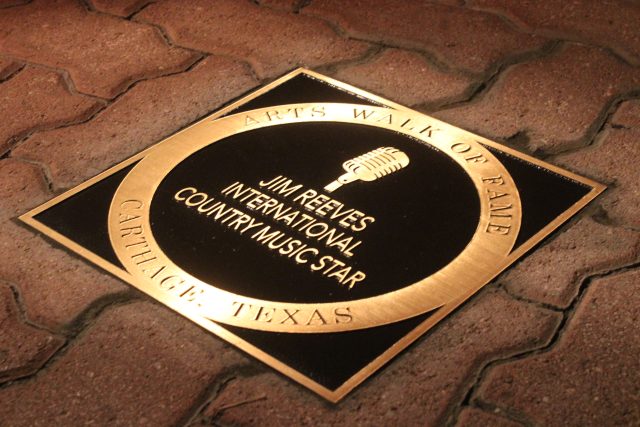 ARTS WALK OF FAME
JIM REEVES
INTERNATIONAL
COUNTRY MUSIC STAR
CARTHAGE, TEXAS